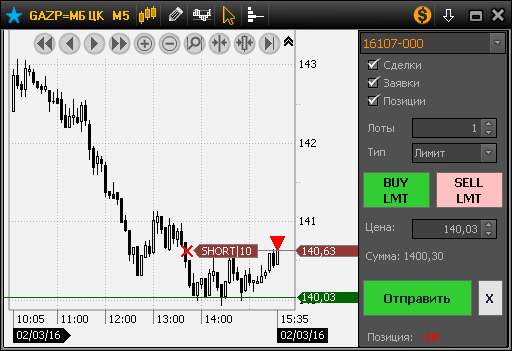 GAZP=МБ ЦК M5
16107-000
Сделки
Заявки
Позиции
Лоты 1
Тип Лимит
BUY LMT
SELL LMT
Цена: 140,03
Сумма: 1400,30
Отправить X
Позиция:
143
142
141
SHORT|10
140,63
140,03
10:05 11:00 12:00 13:00 14:00 15:35
02/03/16 02/03/16